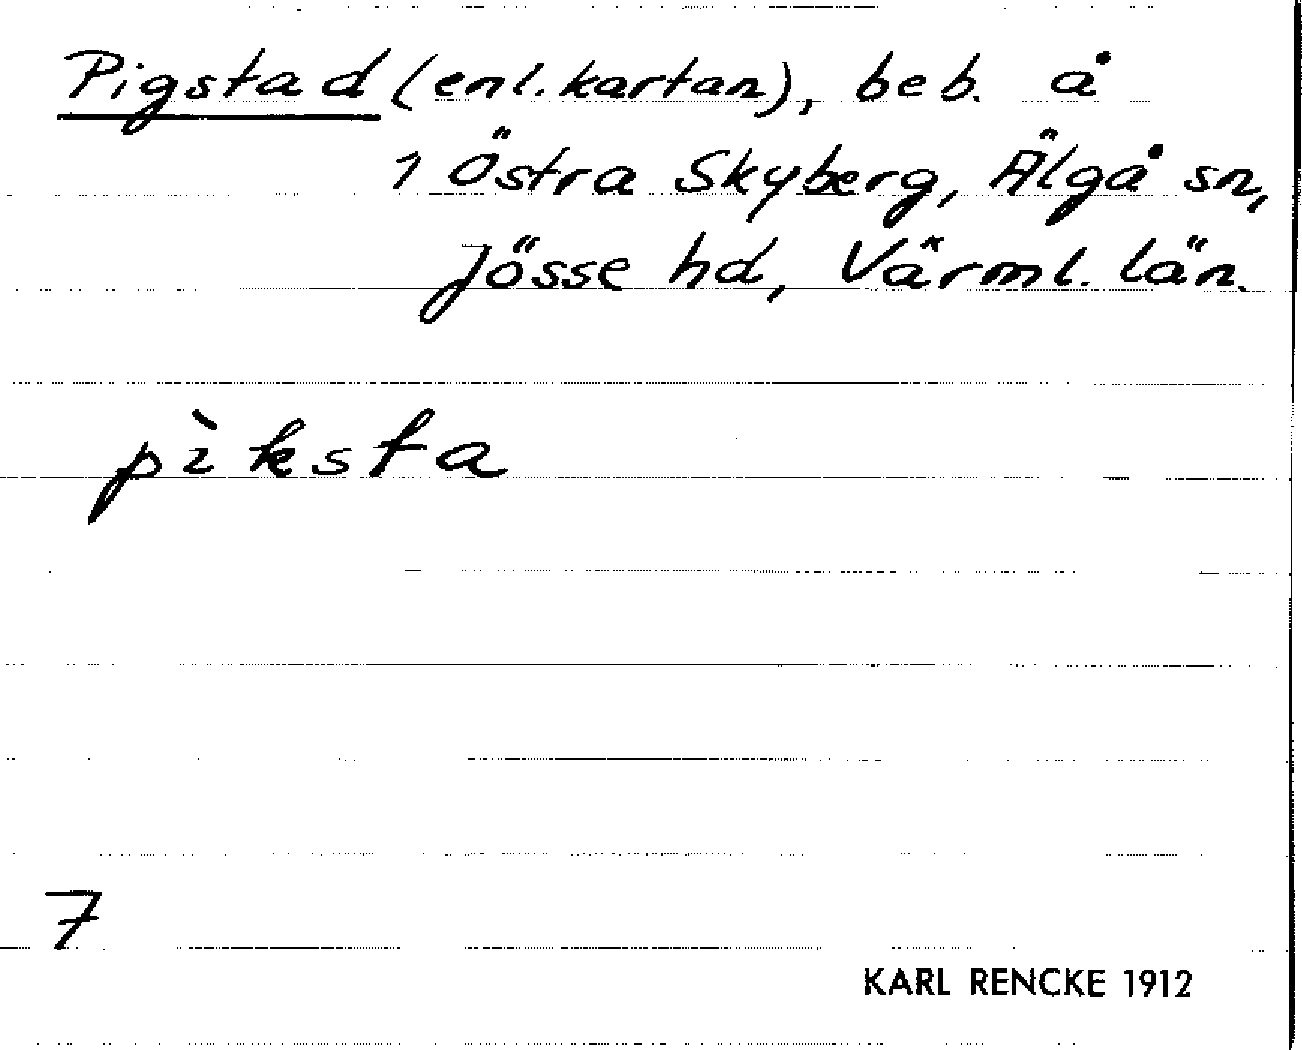 Pigstad (enl. kartan), beb. å
1 Östra Skyberg, Älgå sn,
Jösse hd, Värml. län.
pìksta
7
KARL RENCKE 1912